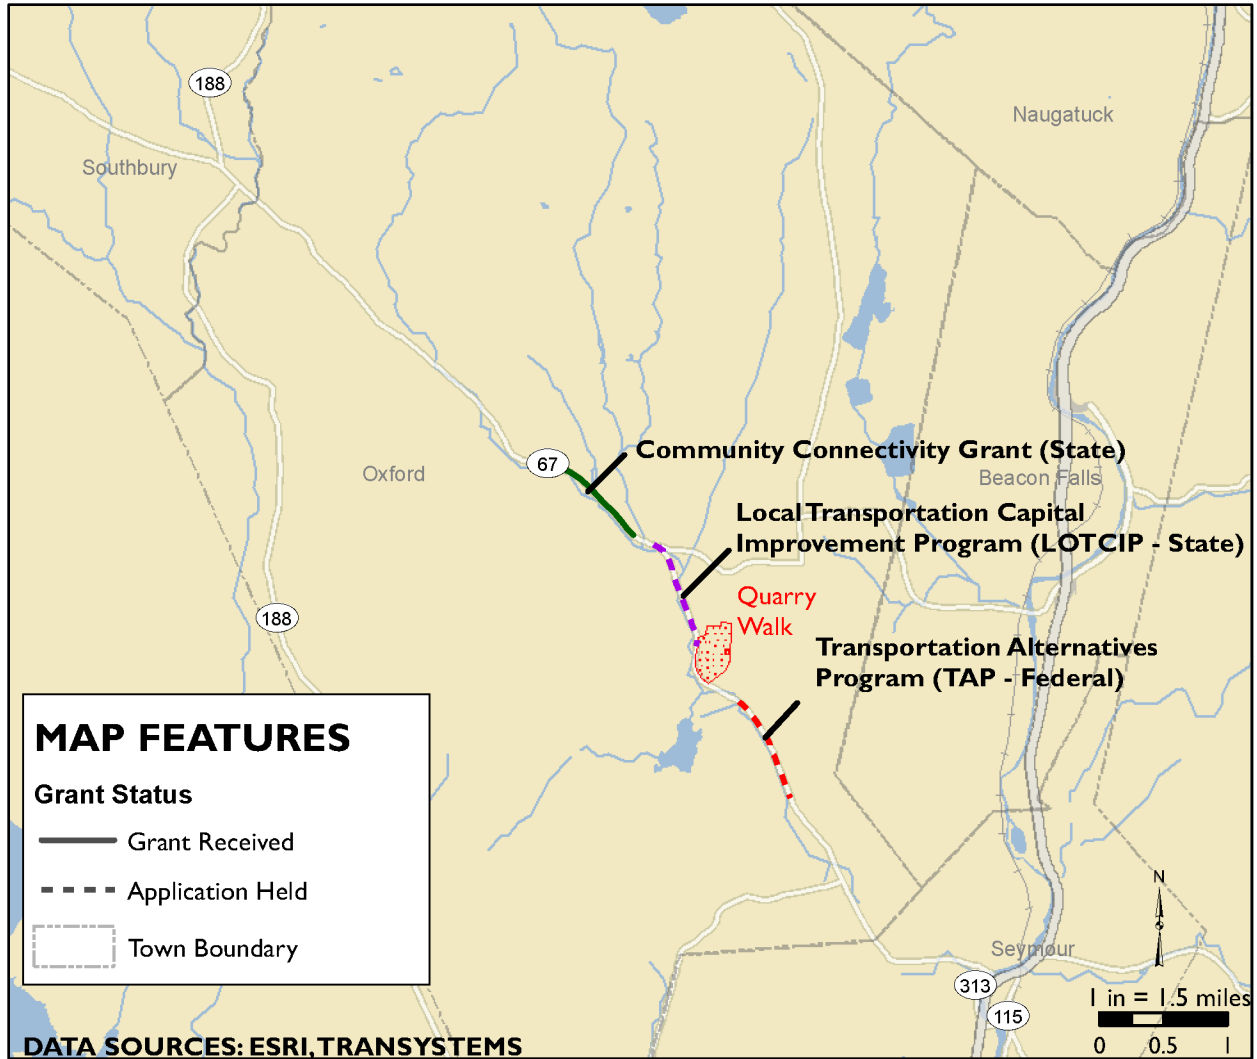 188
Naugatuck
Southbury
67
Community Connectivity Grant (State)
Oxford
Beacon Falls
Local Transportation Capital
Improvement Program (LOTCIP - State)
Quarry
Walk
188
Transportation Alternatives
Program (TAP - Federal)
MAP FEATURES
Grant Status
Grant Received
Application Held
Town Boundary
N
Seymour
313
115
1 in = 1.5 miles
0 0.5 1
DATA SOURCES: ESRI, TRANSYSTEMS